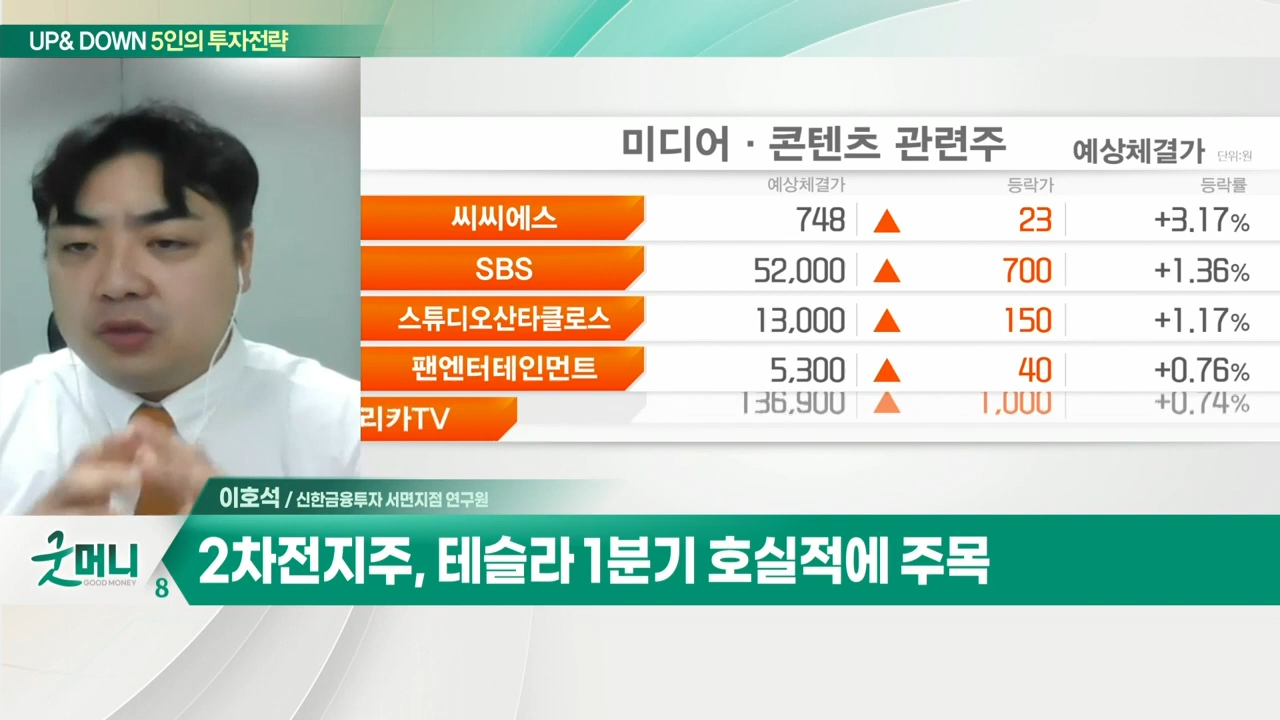 UP& DOWN 5인의 투자전략
미디어 · 콘텐츠 관련주 예상체결가 단위:원
예상체결가 등락가 등락률
씨씨에스 748 ▲ 23 +3.17%
SBS 52,000 ▲ 700 +1.36%
스튜디오산타클로스 13,000 ▲ 150 +1.17%
팬엔터테인먼트 5,300 ▲ 40 +0.76%
리카TV 136,900 ▲ 1,000 +0.74%
이호석 / 신한금융투자 서면지점 연구원
굿머니
GOOD MONEY
8
2차전지주, 테슬라 1분기 호실적에 주목